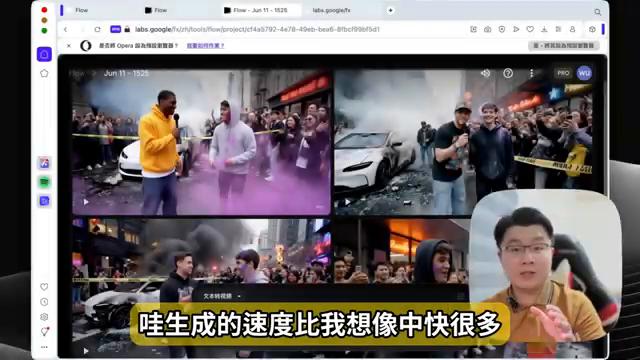 Flow
Flow
Flow - Jun 11 - 1525
labs.google/fx
labs.google/fx/zh/tools/flow/project/cf4a5792-4e78-49eb-bea6-8fbcf99bf5d1
是否將 Opera 設為預設瀏覽器？ 我要如何作業？
是，將其設為預設瀏覽器
Flow > Jun 11 - 1525
PRO
WU
文本转视频
哇生成的速度比我想像中快很多